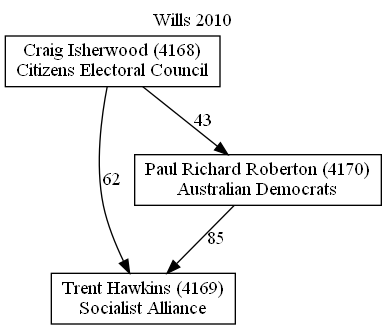 Wills 2010
Craig Isherwood (4168)
Citizens Electoral Council
43
Paul Richard Roberton (4170)
Australian Democrats
62
85
Trent Hawkins (4169)
Socialist Alliance